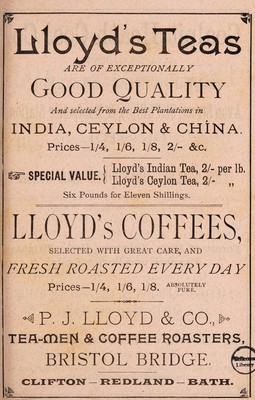 Lloyd's Teas
ARE OF EXCEPTIONALLY
GOOD QUALITY
And selected from the Best Plantations in
INDIA, CEYLON & CHINA.
Prices—1/4, 1/6, 1/8, 2/- &c.
☞ SPECIAL VALUE. { Lloyd's Indian Tea, 2/- per lb.
Lloyd's Ceylon Tea, 2/- „
Six Pounds for Eleven Shillings.
LLOYD'S COFFEES,
SELECTED WITH GREAT CARE, AND
FRESH ROASTED EVERY DAY
Prices—1/4, 1/6, 1/8. ABSOLUTELY PURE.
P. J. LLOYD & CO.,
TEA-MEN & COFFEE ROASTERS,
BRISTOL BRIDGE.
CLIFTON—REDLAND—BATH.
Library